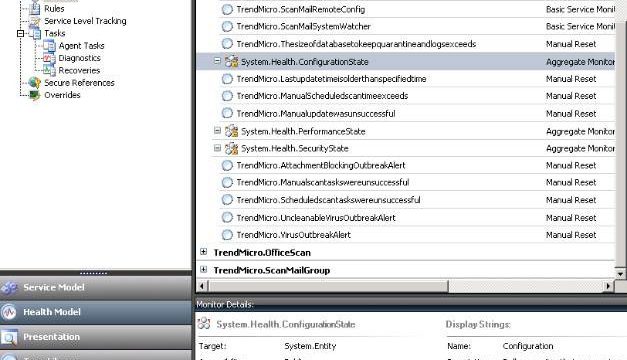 Rules
Service Level Tracking
Tasks
Agent Tasks
Diagnostics
Recoveries
Secure References
Overrides
Service Model
Health Model
Presentation
TrendMicro.ScanMailRemoteConfig Basic Service Monit
TrendMicro.ScanMailSystemWatcher Basic Service Monit
TrendMicro.Thesizeofdatabasetokeepquarantineandlogsexceeds Manual Reset
System.Health.ConfigurationState Aggregate Monitor
TrendMicro.Lastupdatetimeisolderthanspecifiedtime Manual Reset
TrendMicro.ManualScheduledscantimeexceeds Manual Reset
TrendMicro.Manualupdatewasunsuccessful Manual Reset
System.Health.PerformanceState Aggregate Monitor
System.Health.SecurityState Aggregate Monitor
TrendMicro.AttachmentBlockingOutbreakAlert Manual Reset
TrendMicro.Manualscantaskswereunsuccessful Manual Reset
TrendMicro.Scheduledscantaskswereunsuccessful Manual Reset
TrendMicro.UncleanableVirusOutbreakAlert Manual Reset
TrendMicro.VirusOutbreakAlert Manual Reset
TrendMicro.OfficeScan
TrendMicro.ScanMailGroup
Monitor Details:
System.Health.ConfigurationState Display Strings:
Target: System.Entity Name: Configuration